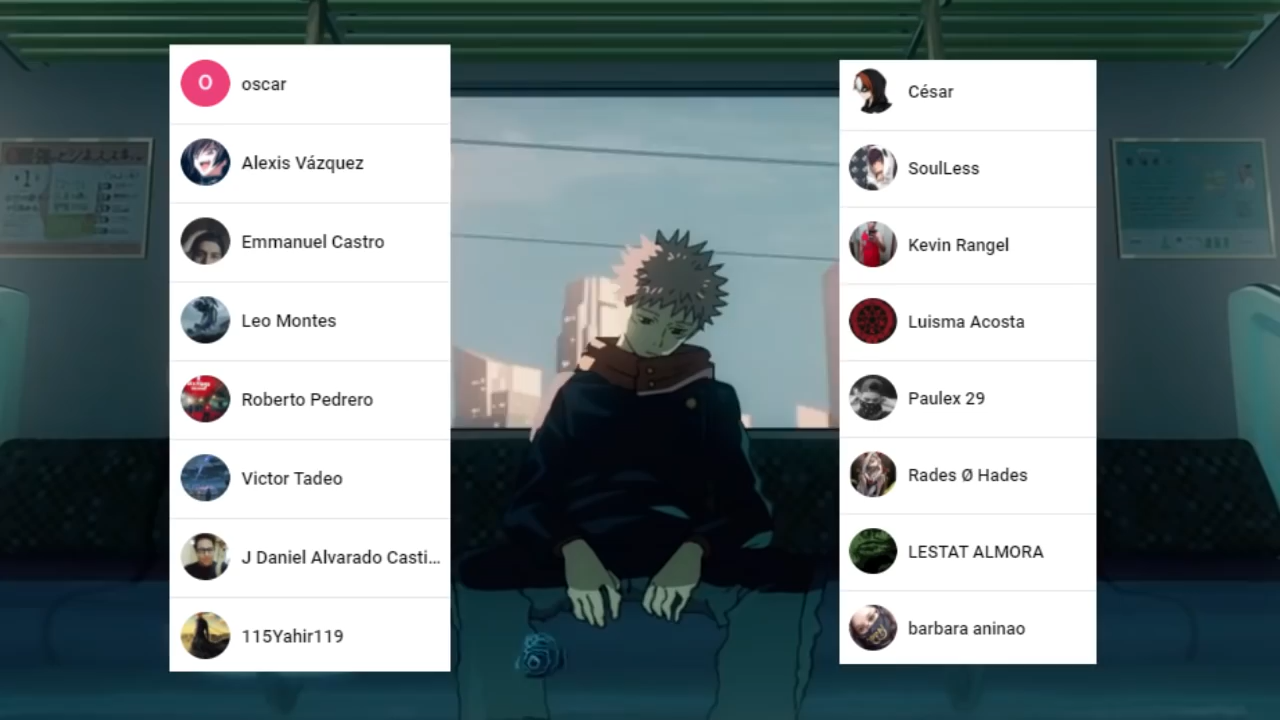 O
oscar
Alexis Vázquez
Emmanuel Castro
Leo Montes
Roberto Pedrero
Victor Tadeo
J Daniel Alvarado Casti...
115Yahir119
César
SoulLess
Kevin Rangel
Luisma Acosta
Paulex 29
Rades Ø Hades
LESTAT ALMORA
barbara aninao